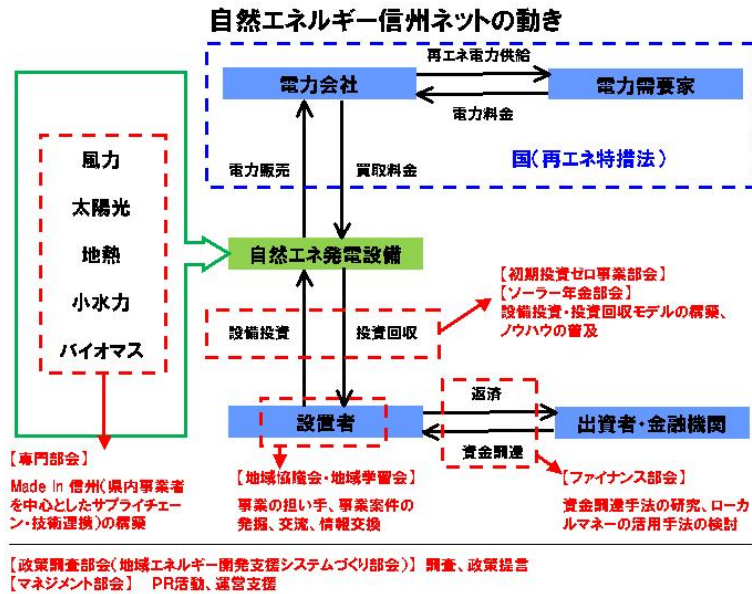 自然エネルギー信州ネットの動き
再エネ電力供給
電力会社
電力需要家
電力料金
国(再エネ特措法)
電力販売
買取料金
風力
太陽光
地熱
小水力
バイオマス
自然エネ発電設備
【初期投資ゼロ事業部会】
【ソーラー年金部会】
設備投資・投資回収モデルの構築、
ノウハウの普及
設備投資
投資回収
返済
設置者
出資者・金融機関
資金調達
【専門部会】
Made In 信州(県内事業者
を中心としたサプライチェー
ン・技術連携)の構築
【地域協議会・地域学習会】
事業の担い手、事業案件の
発掘、交流、情報交換
【ファイナンス部会】
資金調達手法の研究、ローカ
ルマネーの活用手法の検討
【政策調査部会(地域エネルギー開発支援システムづくり部会)】 調査、政策提言
【マネジメント部会】 PR活動、運営支援